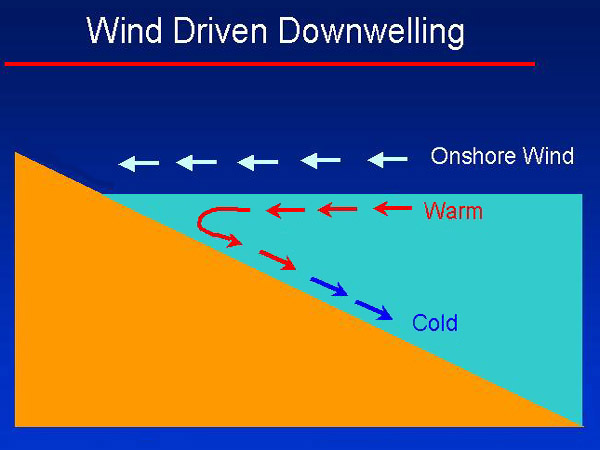 Wind Driven Downwelling
Onshore Wind
Warm
Cold